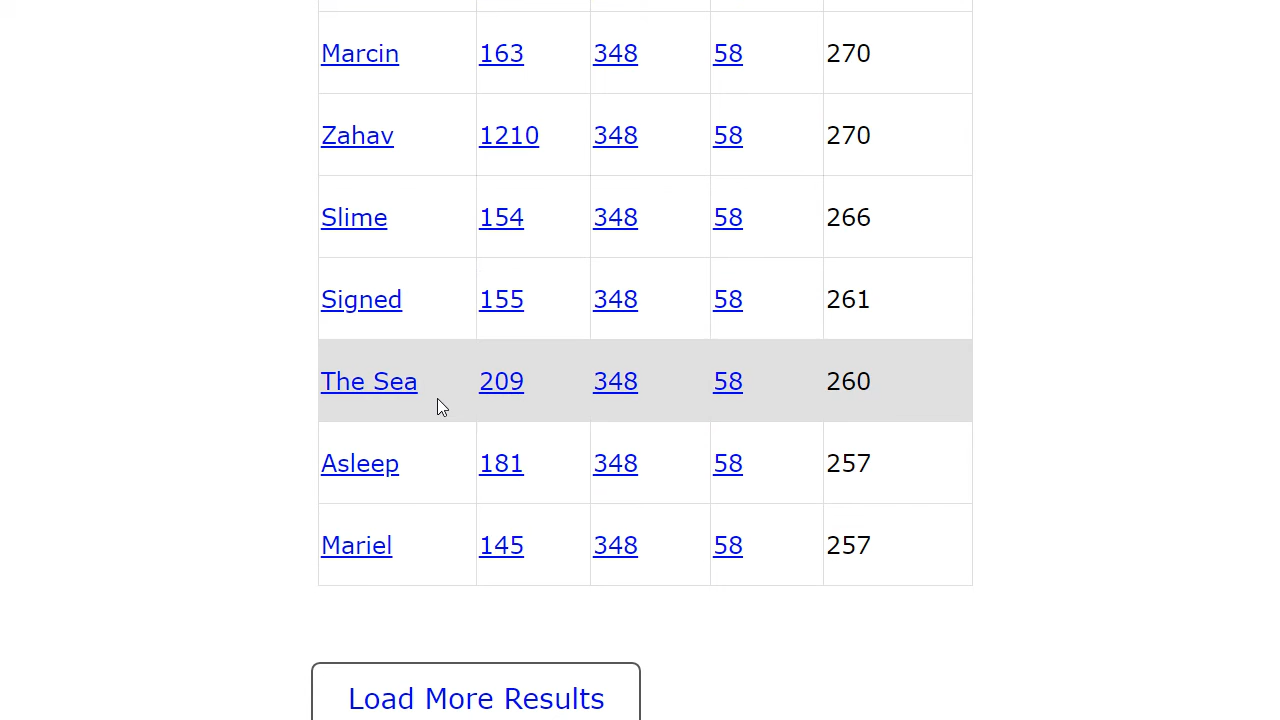 Marcin 163 348 58 270
Zahav 1210 348 58 270
Slime 154 348 58 266
Signed 155 348 58 261
The Sea 209 348 58 260
Asleep 181 348 58 257
Mariel 145 348 58 257
Load More Results